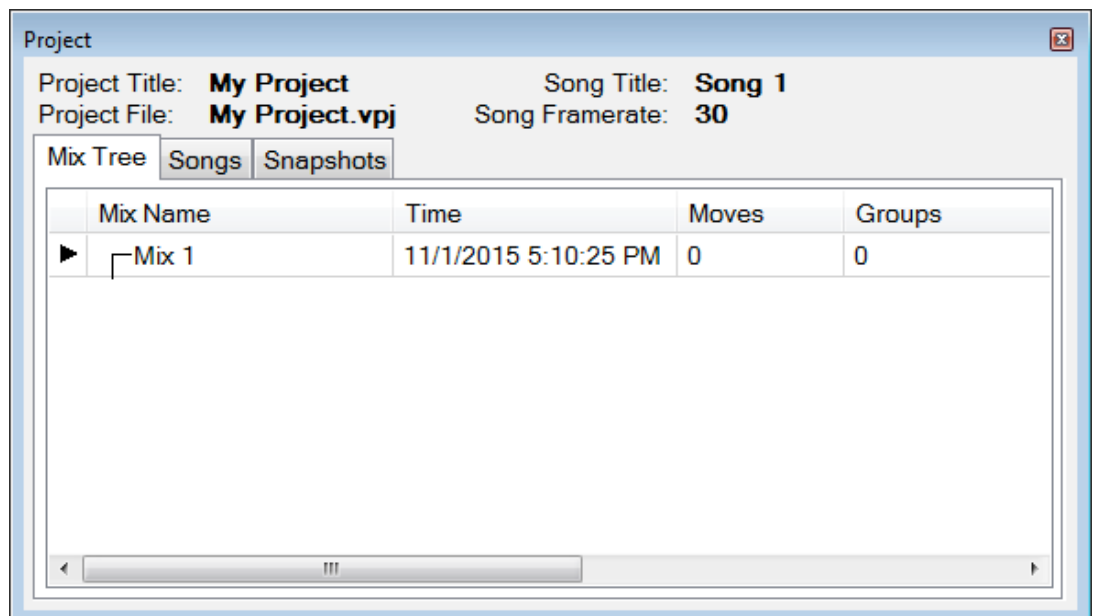 Project
Project Title: My Project Song Title: Song 1
Project File: My Project.vpj Song Framerate: 30
Mix Tree Songs Snapshots
Mix Name Time Moves Groups
Mix 1 11/1/2015 5:10:25 PM 0 0